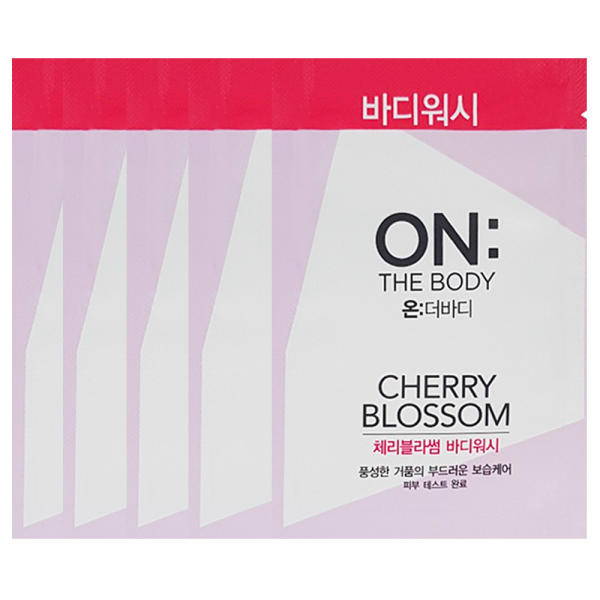 바디워시
ON:
THE BODY
온:더바디
CHERRY
BLOSSOM
체리블라썸 바디워시
풍성한 거품의 부드러운 보습케어
피부 테스트 완료